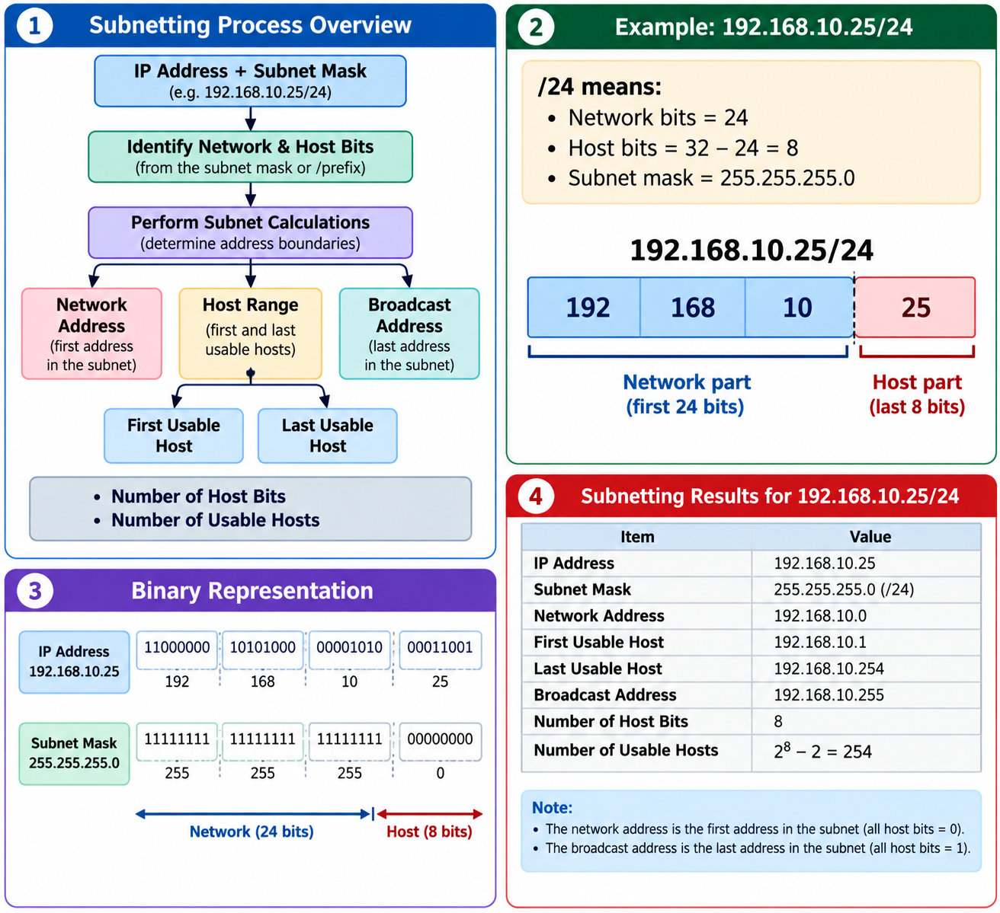 1
Subnetting Process Overview
IP Address + Subnet Mask
(e.g. 192.168.10.25/24)
Identify Network & Host Bits
(from the subnet mask or /prefix)
Perform Subnet Calculations
(determine address boundaries)
Network
Address
(first address
in the subnet)
Host Range
(first and last
usable hosts)
Broadcast
Address
(last address
in the subnet)
First Usable
Host
Last Usable
Host
• Number of Host Bits
• Number of Usable Hosts
2
Example: 192.168.10.25/24
/24 means:
• Network bits = 24
• Host bits = 32 – 24 = 8
• Subnet mask = 255.255.255.0
192.168.10.25/24
192 168 10 25
Network part
(first 24 bits)
Host part
(last 8 bits)
3
Binary Representation
IP Address
192.168.10.25
11000000 10101000 00001010 00011001
192 168 10 25
Subnet Mask
255.255.255.0
11111111 11111111 11111111 00000000
255 255 255 0
Network (24 bits) Host (8 bits)
4
Subnetting Results for 192.168.10.25/24
Item Value
IP Address 192.168.10.25
Subnet Mask 255.255.255.0 (/24)
Network Address 192.168.10.0
First Usable Host 192.168.10.1
Last Usable Host 192.168.10.254
Broadcast Address 192.168.10.255
Number of Host Bits 8
Number of Usable Hosts 2⁸ – 2 = 254
Note:
• The network address is the first address in the subnet (all host bits = 0).
• The broadcast address is the last address in the subnet (all host bits = 1).